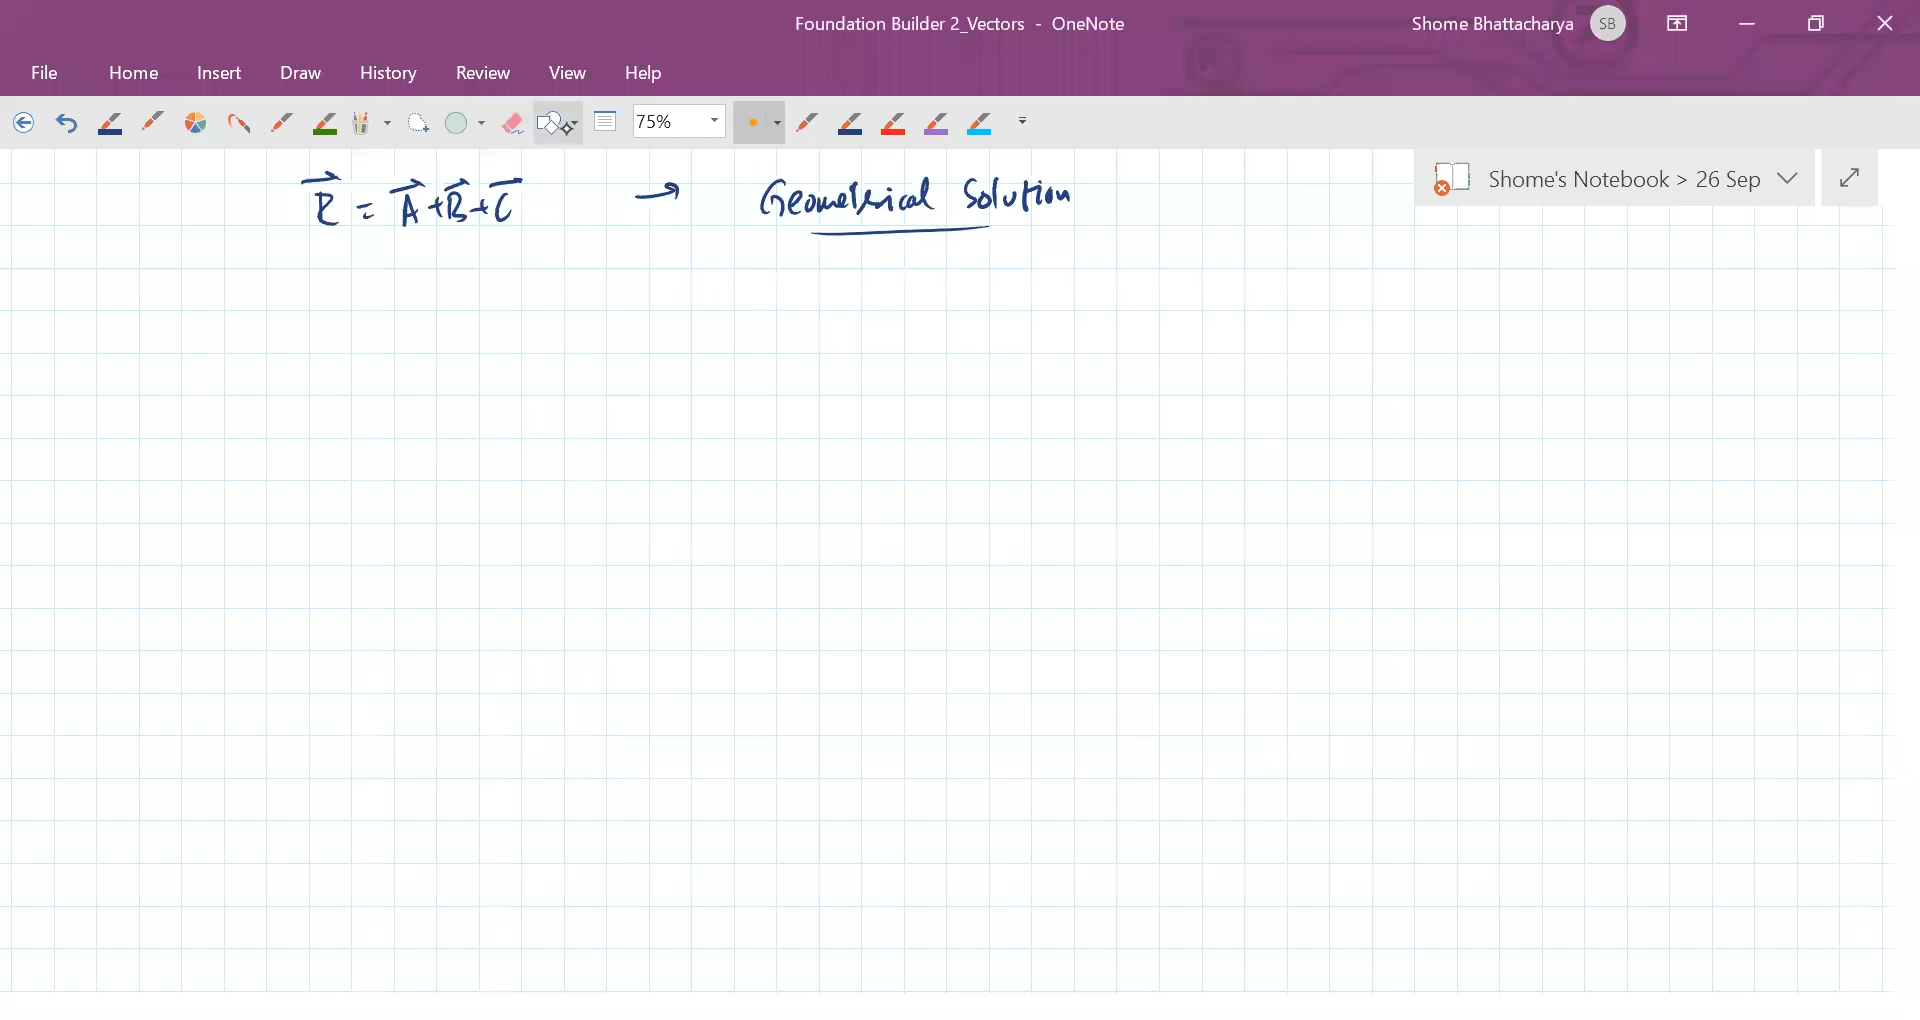 Foundation Builder 2_Vectors - OneNote
Shome Bhattacharya SB
File Home Insert Draw History Review View Help
75%
R⃗ = A⃗ + B⃗ + C⃗ → Geometrical Solution
Shome's Notebook > 26 Sep